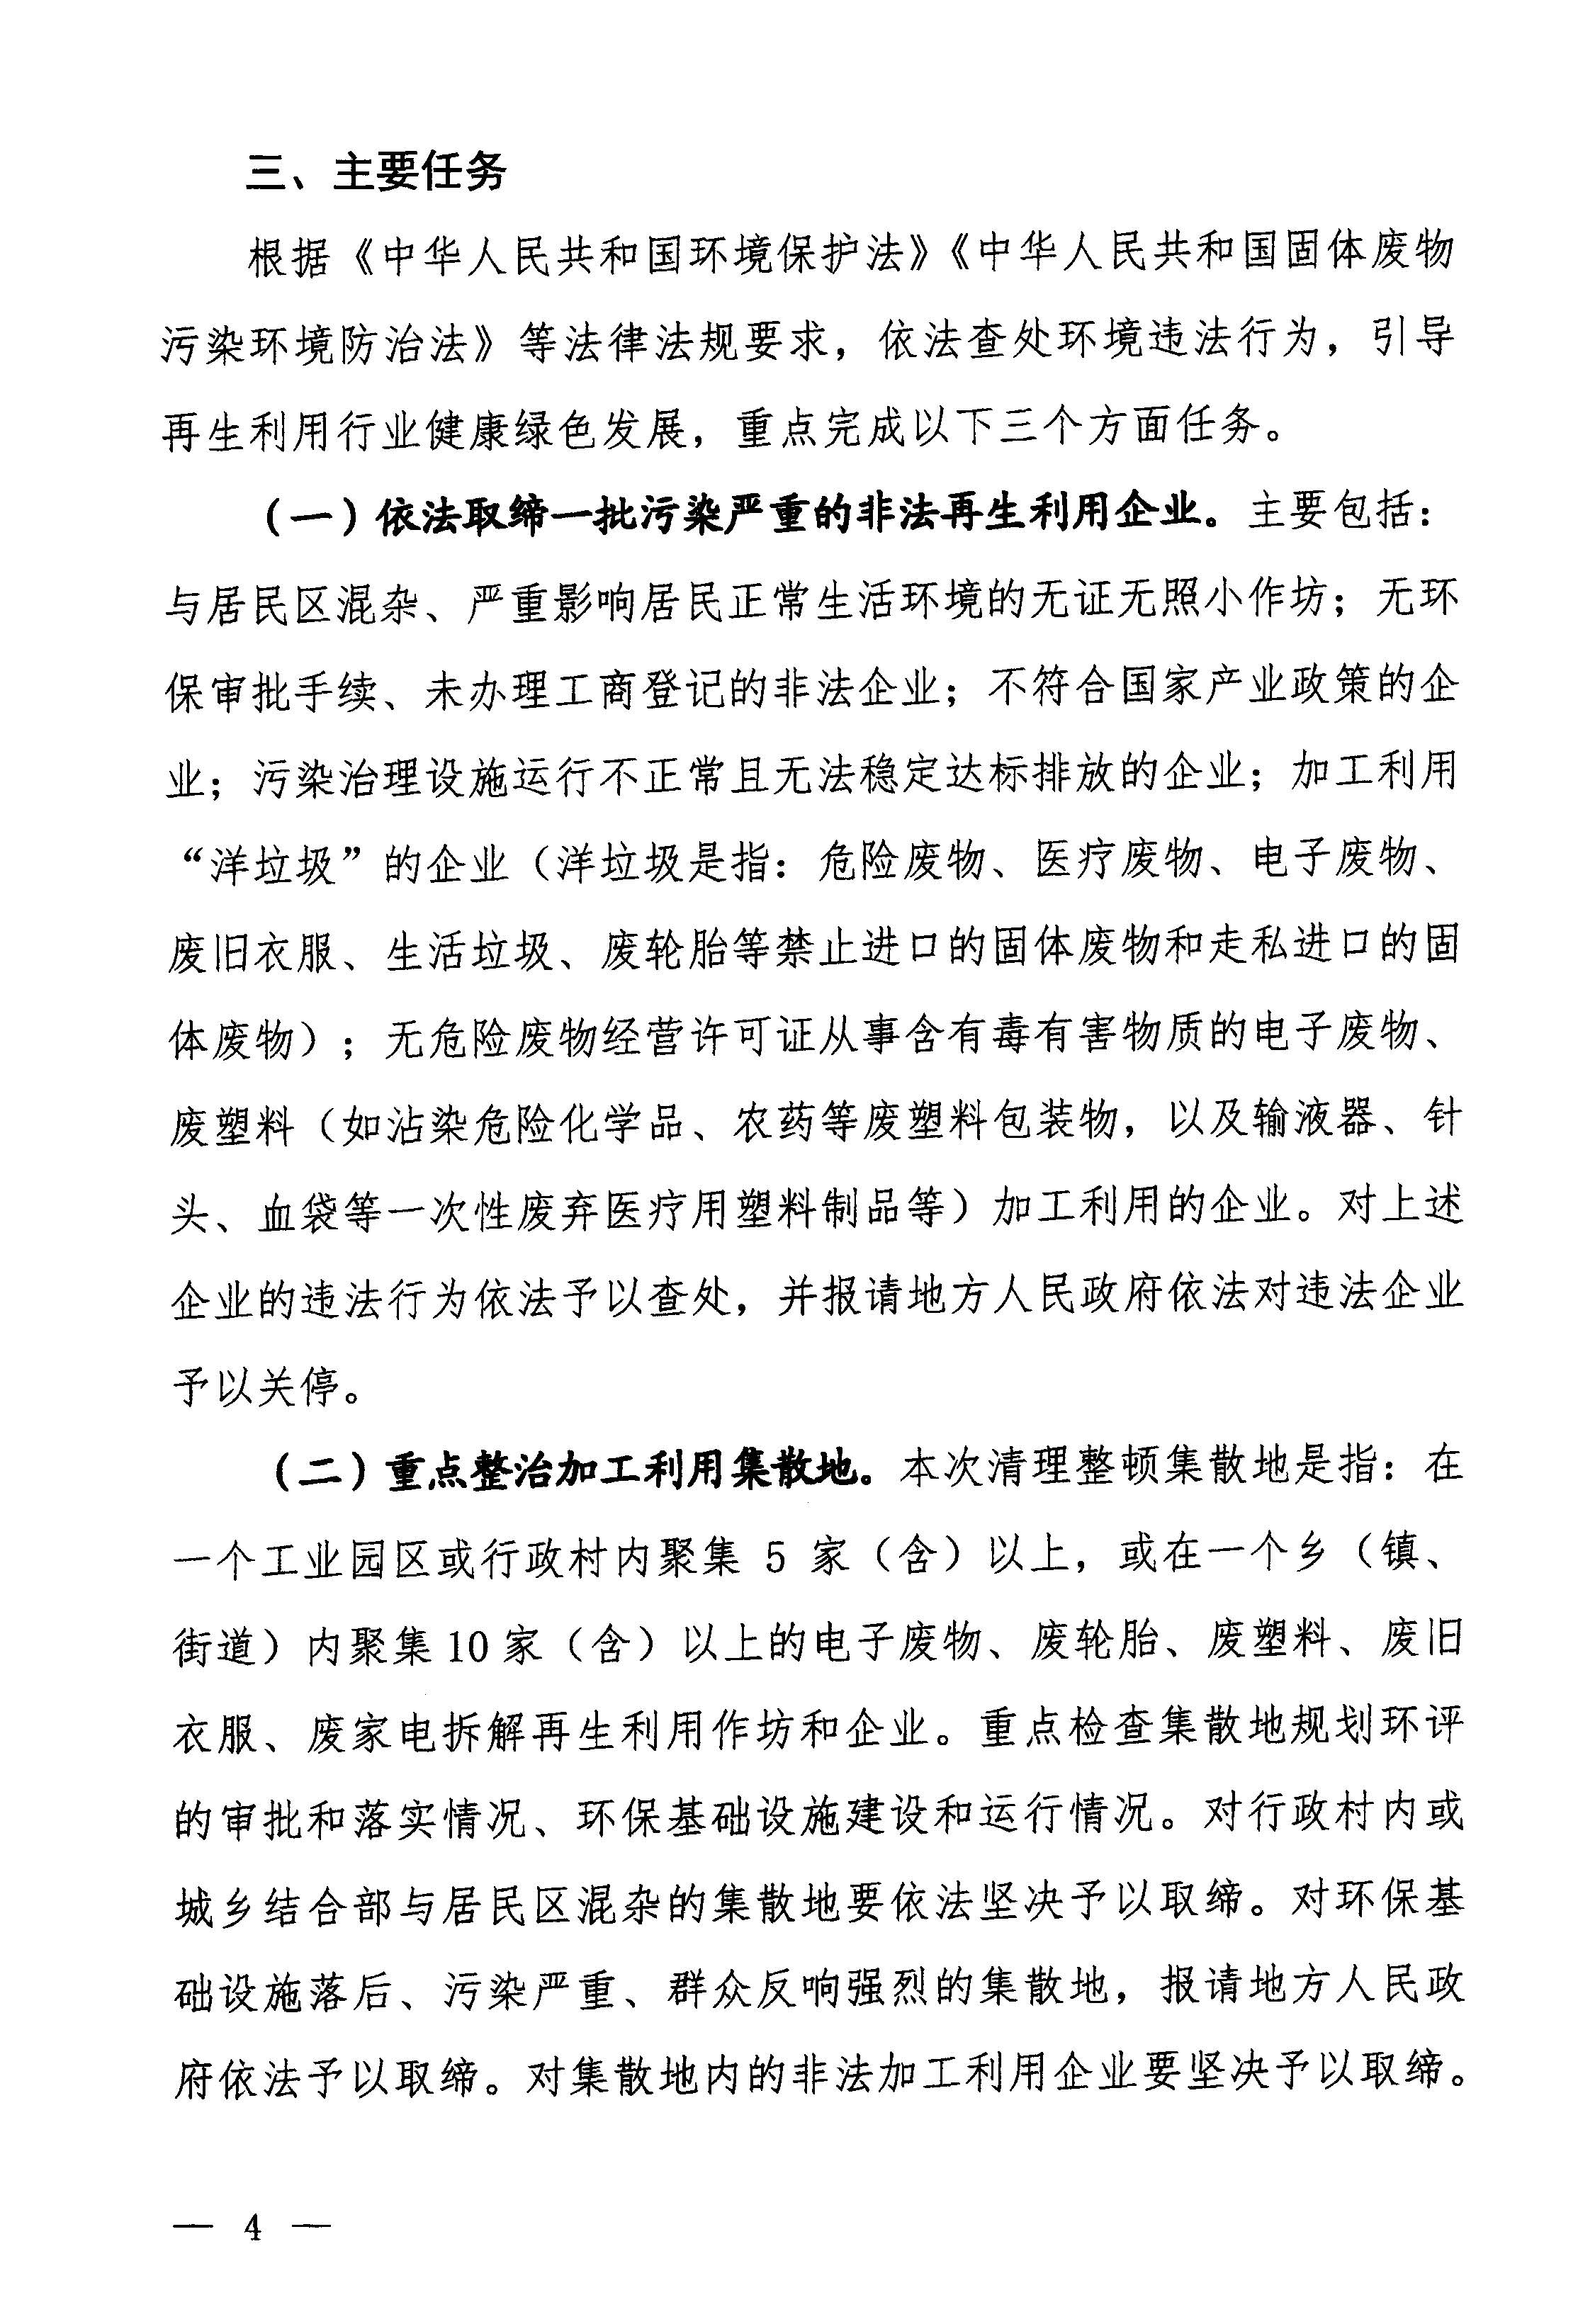 三、主要任务
根据《中华人民共和国环境保护法》《中华人民共和国固体废物
污染环境防治法》等法律法规要求，依法查处环境违法行为，引导
再生利用行业健康绿色发展，重点完成以下三个方面任务。
（一）依法取缔一批污染严重的非法再生利用企业。主要包括：
与居民区混杂、严重影响居民正常生活环境的无证无照小作坊；无环
保审批手续、未办理工商登记的非法企业；不符合国家产业政策的企
业；污染治理设施运行不正常且无法稳定达标排放的企业；加工利用
“洋垃圾”的企业（洋垃圾是指：危险废物、医疗废物、电子废物、
废旧衣服、生活垃圾、废轮胎等禁止进口的固体废物和走私进口的固
体废物）；无危险废物经营许可证从事含有毒有害物质的电子废物、
废塑料（如沾染危险化学品、农药等废塑料包装物，以及输液器、针
头、血袋等一次性废弃医疗用塑料制品等）加工利用的企业。对上述
企业的违法行为依法予以查处，并报请地方人民政府依法对违法企业
予以关停。
（二）重点整治加工利用集散地。本次清理整顿集散地是指：在
一个工业园区或行政村内聚集 5 家（含）以上，或在一个乡（镇、
街道）内聚集 10 家（含）以上的电子废物、废轮胎、废塑料、废旧
衣服、废家电拆解再生利用作坊和企业。重点检查集散地规划环评
的审批和落实情况、环保基础设施建设和运行情况。对行政村内或
城乡结合部与居民区混杂的集散地要依法坚决予以取缔。对环保基
础设施落后、污染严重、群众反响强烈的集散地，报请地方人民政
府依法予以取缔。对集散地内的非法加工利用企业要坚决予以取缔。
— 4 —